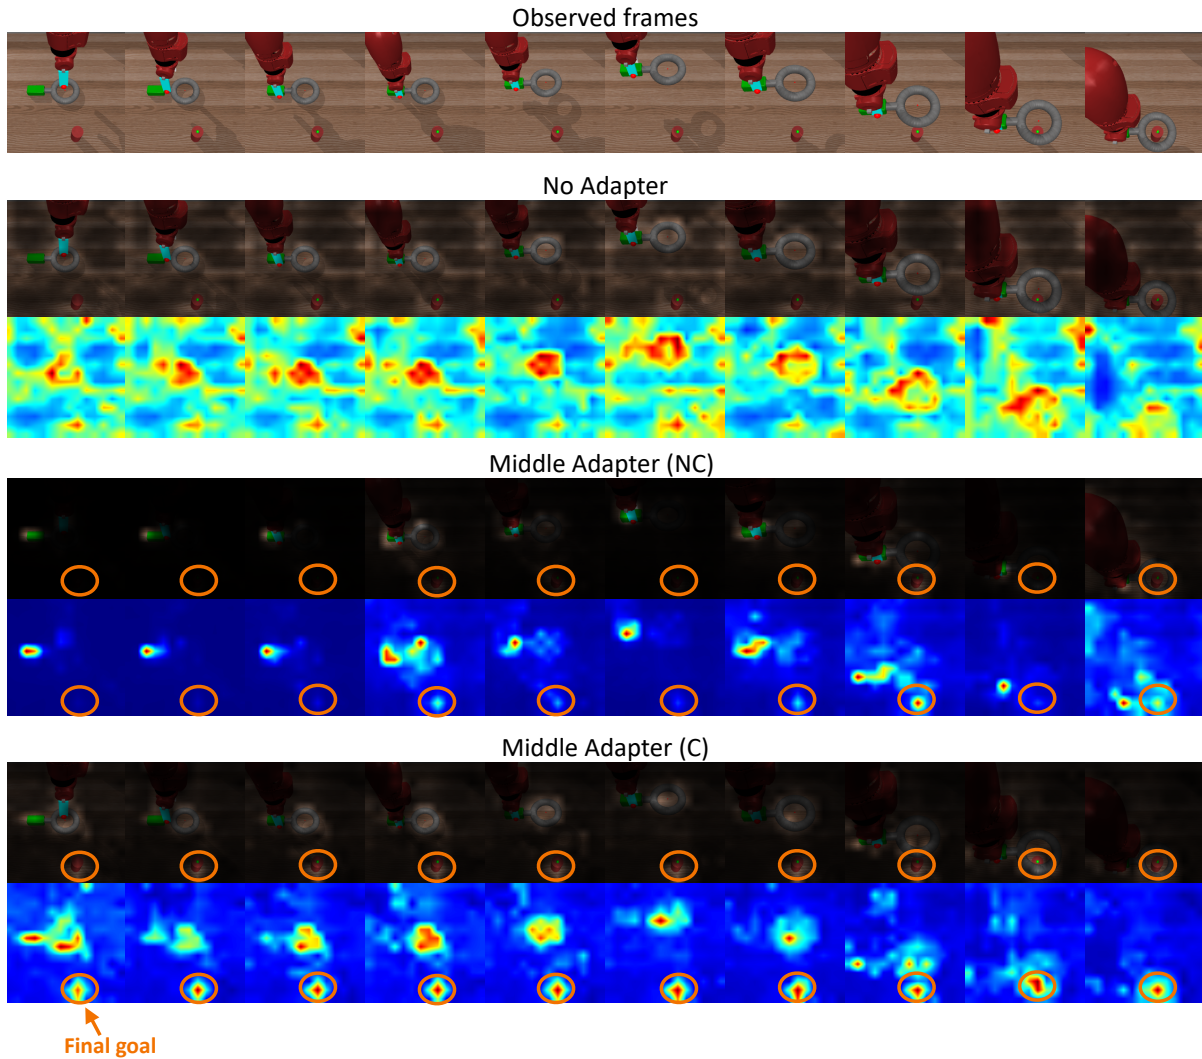 Observed frames
No Adapter
Middle Adapter (NC)
Middle Adapter (C)
Final goal